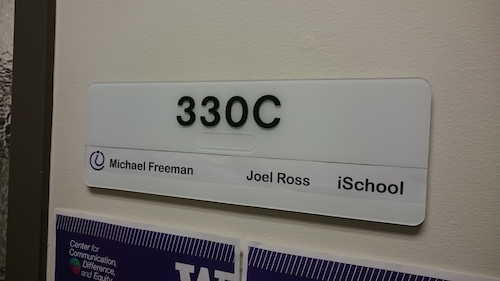 330C
Michael Freeman Joel Ross iSchool
Center for
Communication,
Difference,
and Equity
W